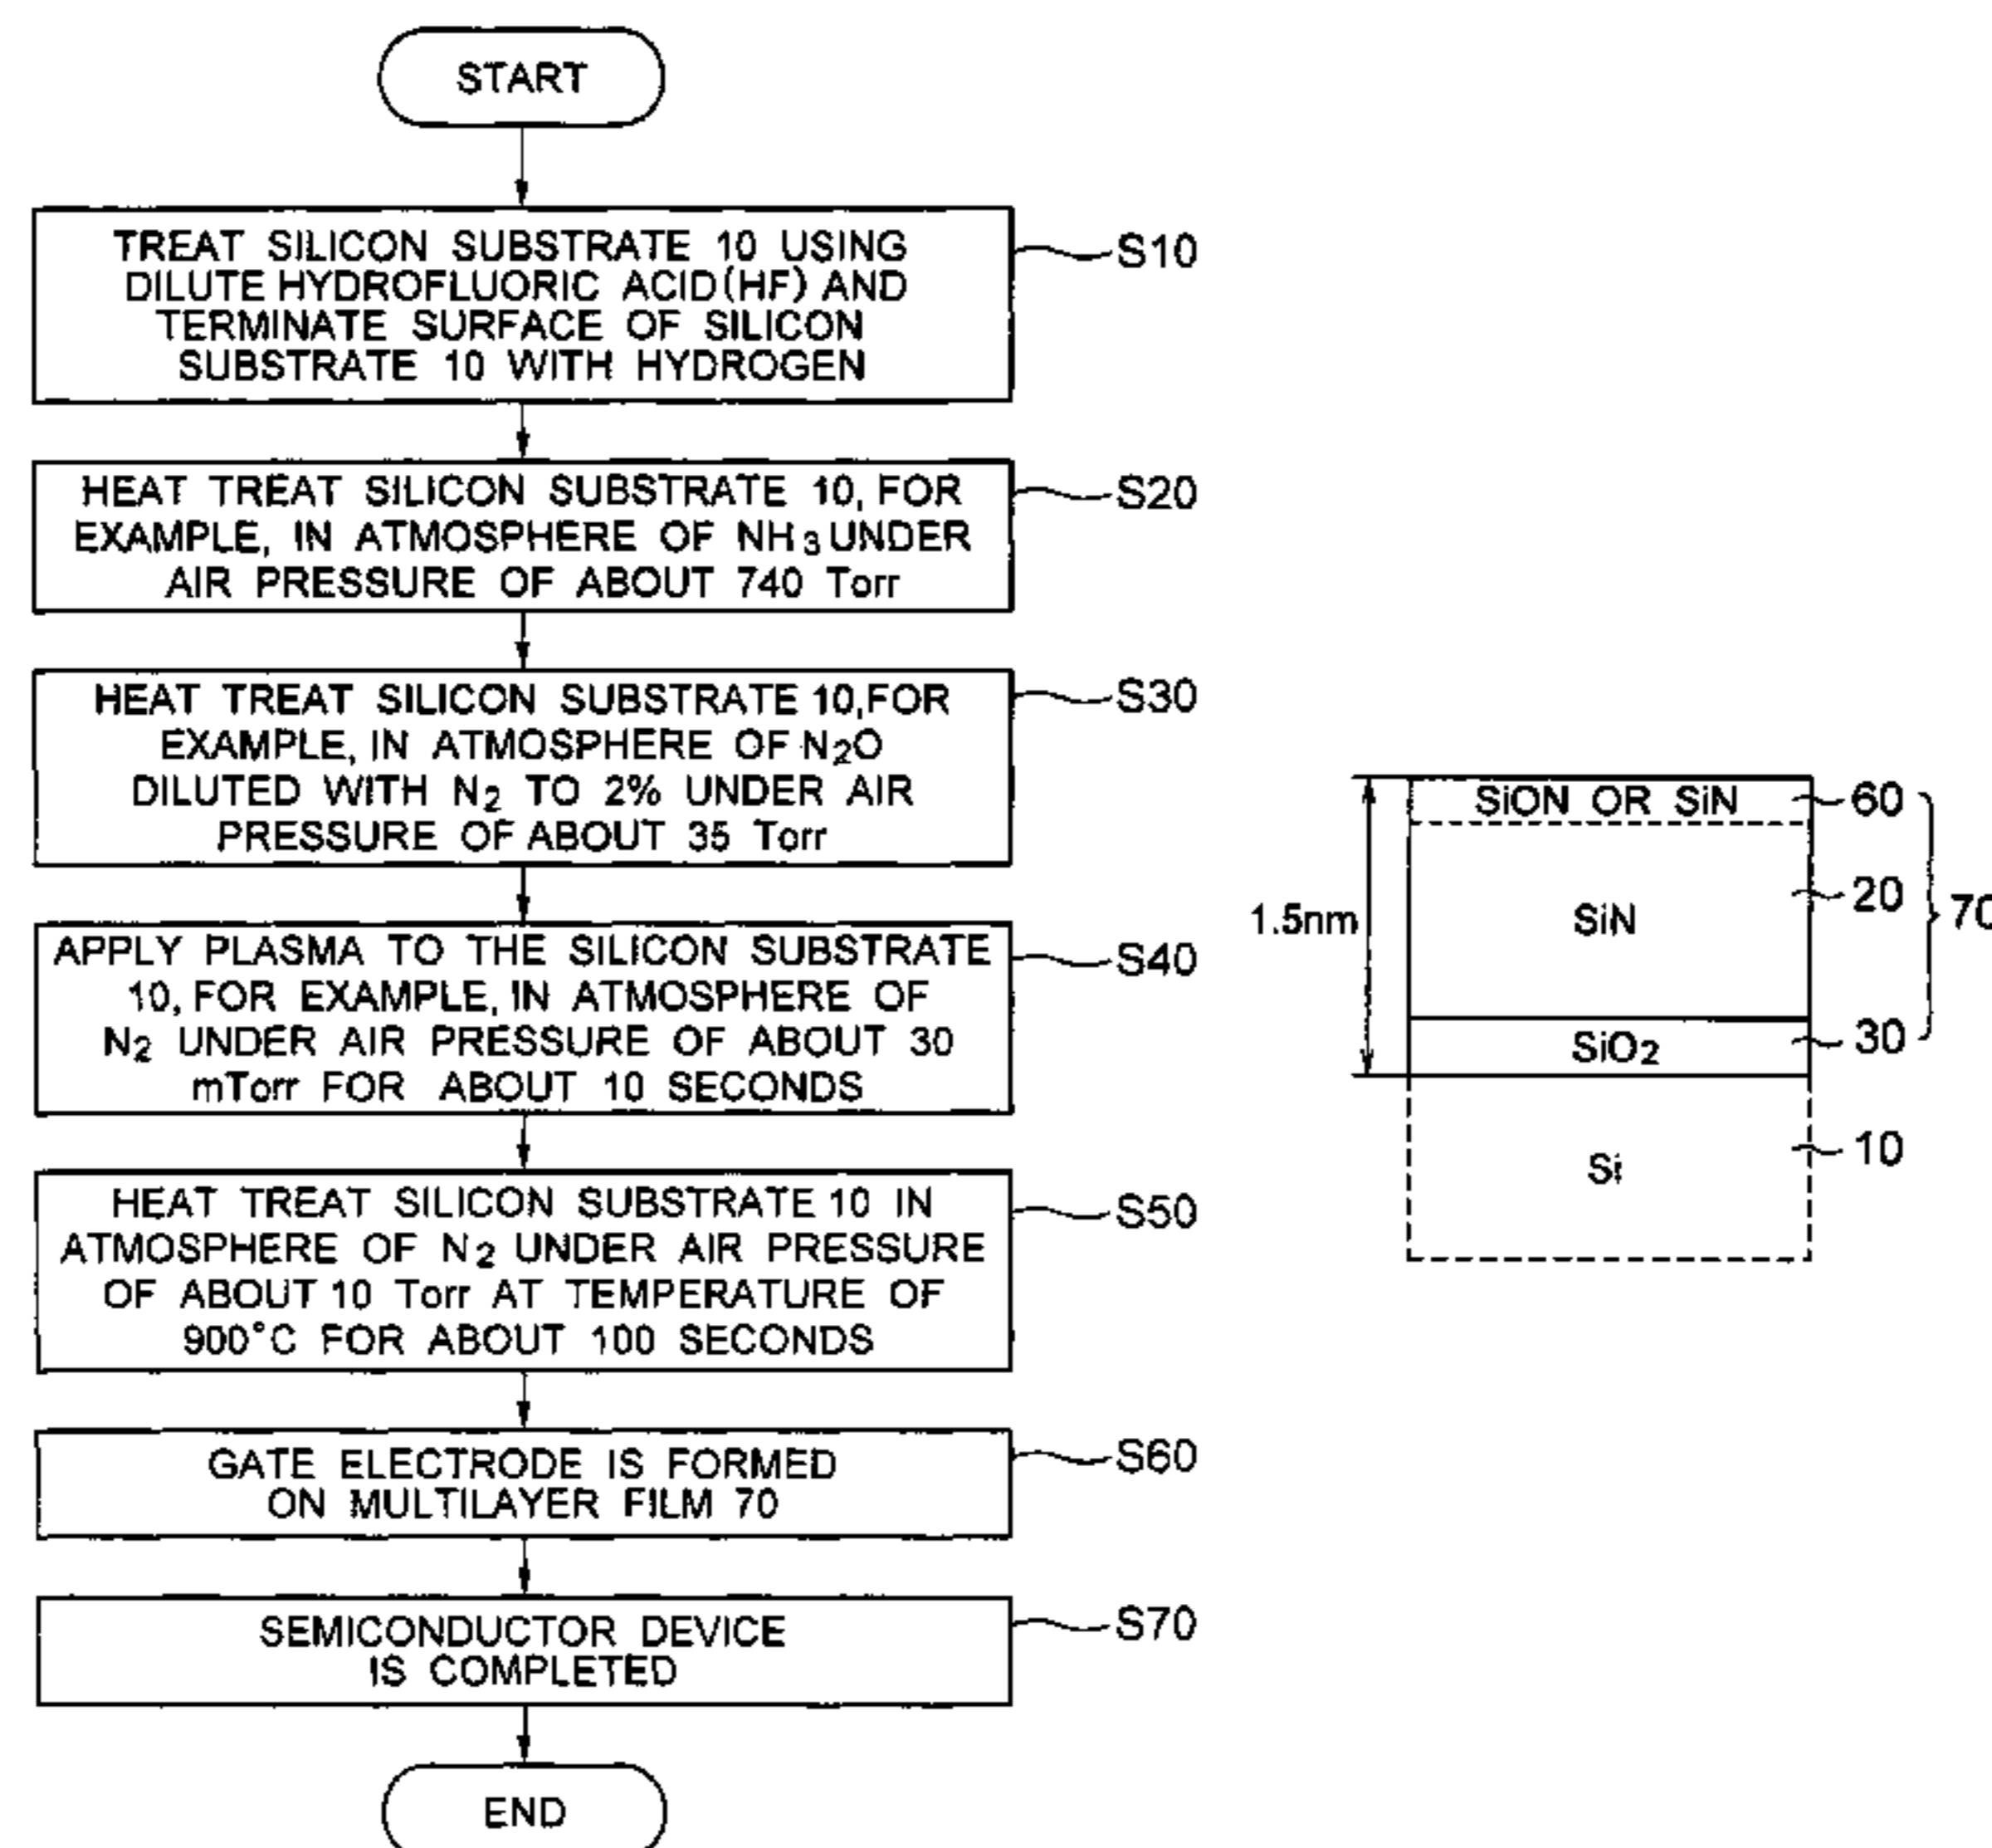 START
TREAT SILICON SUBSTRATE 10 USING
DILUTE HYDROFLUORIC ACID(HF) AND
TERMINATE SURFACE OF SILICON
SUBSTRATE 10 WITH HYDROGEN
S10
HEAT TREAT SILICON SUBSTRATE 10, FOR
EXAMPLE, IN ATMOSPHERE OF NH₃ UNDER
AIR PRESSURE OF ABOUT 740 Torr
S20
HEAT TREAT SILICON SUBSTRATE 10,FOR
EXAMPLE, IN ATMOSPHERE OF N₂O
DILUTED WITH N₂ TO 2% UNDER AIR
PRESSURE OF ABOUT 35 Torr
S30
APPLY PLASMA TO THE SILICON SUBSTRATE
10, FOR EXAMPLE, IN ATMOSPHERE OF
N₂ UNDER AIR PRESSURE OF ABOUT 30
mTorr FOR ABOUT 10 SECONDS
S40
HEAT TREAT SILICON SUBSTRATE 10 IN
ATMOSPHERE OF N₂ UNDER AIR PRESSURE
OF ABOUT 10 Torr AT TEMPERATURE OF
900°C FOR ABOUT 100 SECONDS
S50
GATE ELECTRODE IS FORMED
ON MULTILAYER FILM 70
S60
SEMICONDUCTOR DEVICE
IS COMPLETED
S70
END
SiON OR SiN
60
1.5nm
SiN
20
70
SiO₂
30
Si
10